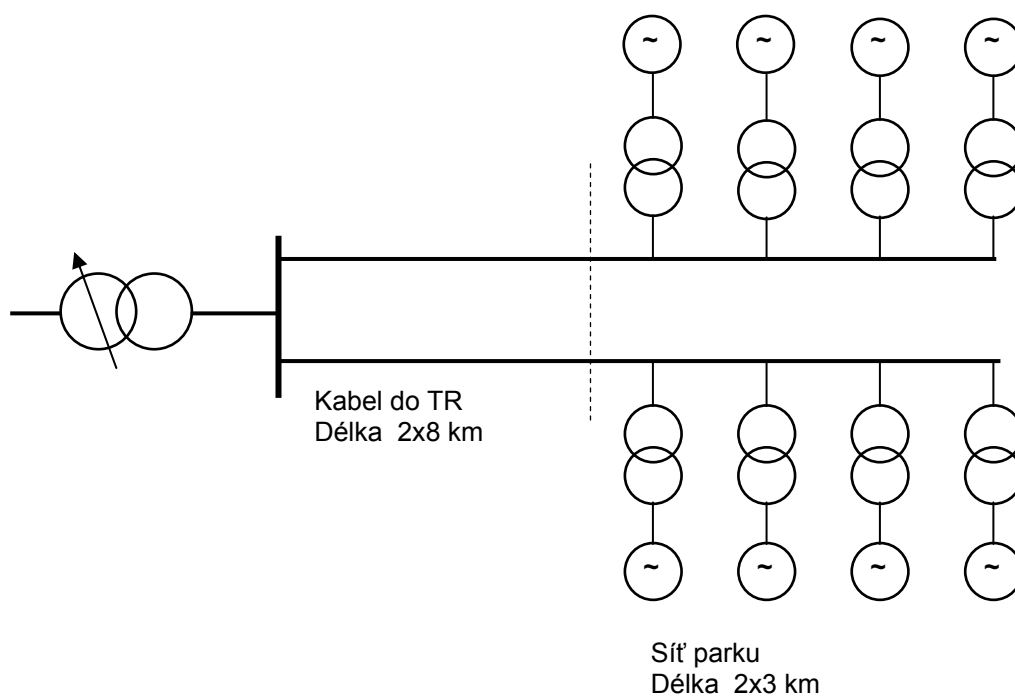 ~ ~ ~ ~
Kabel do TR
Délka 2x8 km
~ ~ ~ ~
Síť parku
Délka 2x3 km